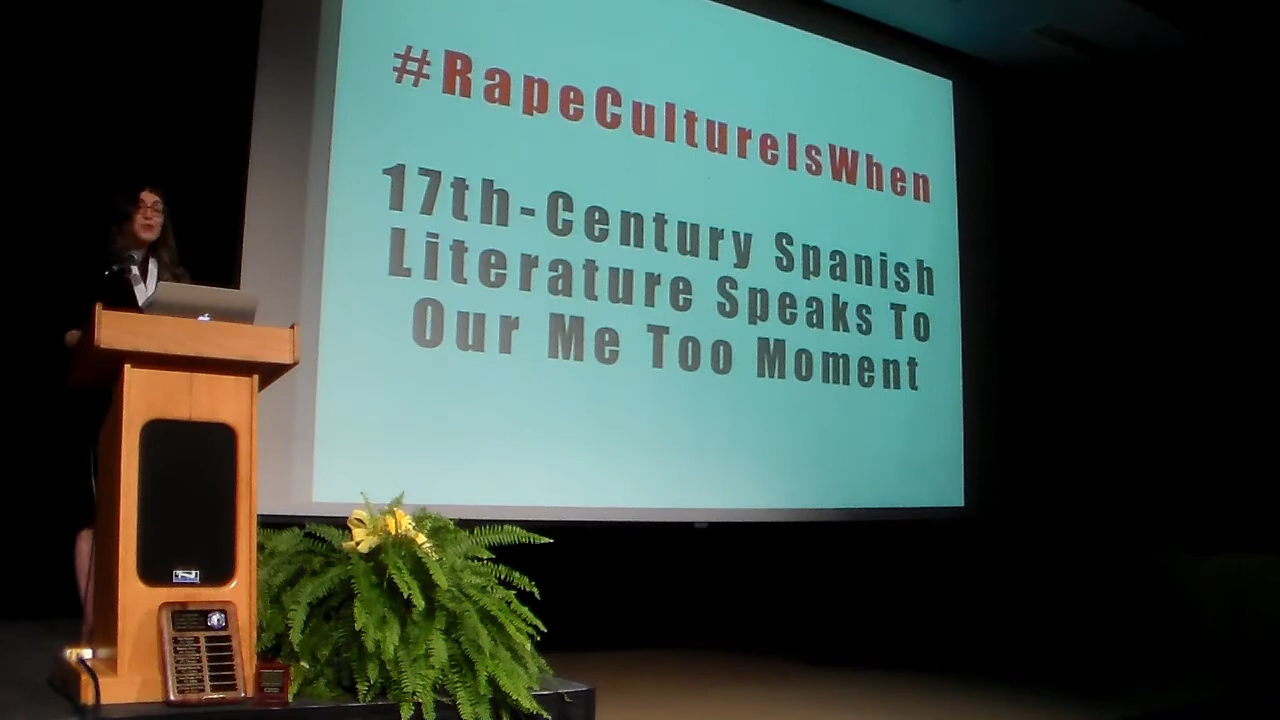 #RapeCultureIsWhen
17th-Century Spanish
Literature Speaks To
Our Me Too Moment